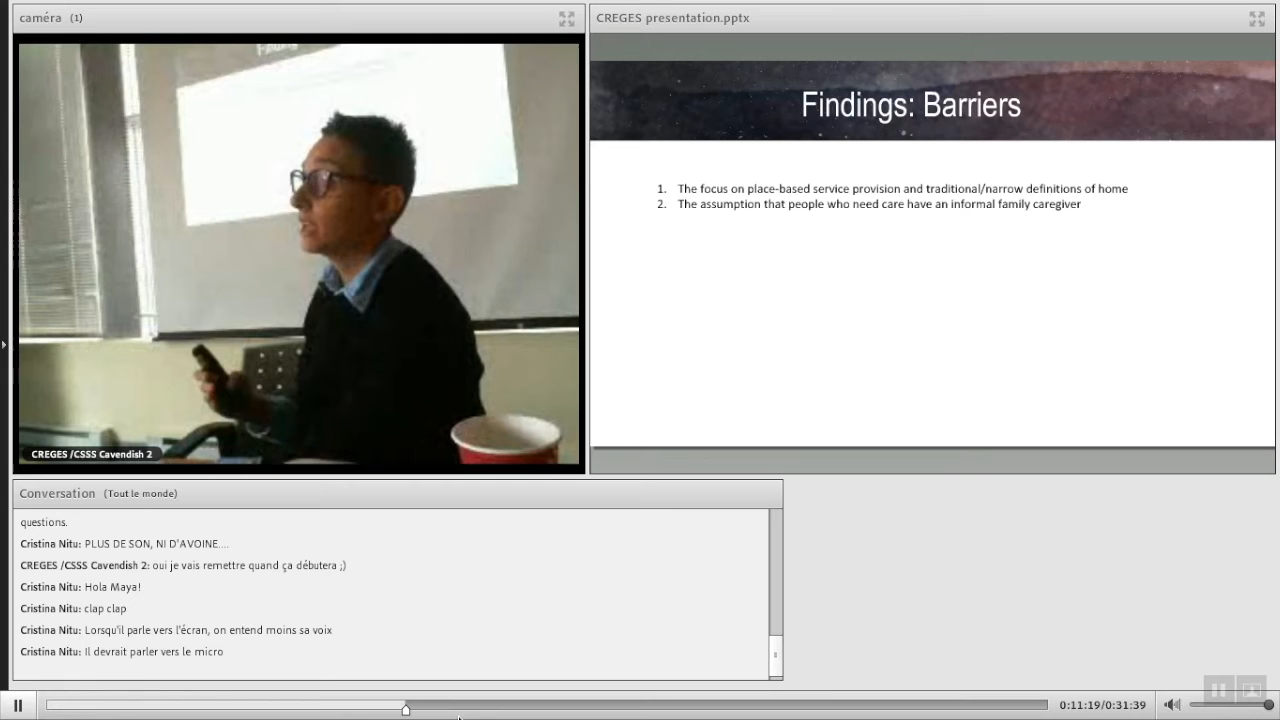 caméra (1)
CREGES presentation.pptx
Findings: Barriers
1. The focus on place-based service provision and traditional/narrow definitions of home
2. The assumption that people who need care have an informal family caregiver
CREGES /CSSS Cavendish 2
Conversation (Tout le monde)
questions.
Cristina Nitu: PLUS DE SON, NI D'AVOINE....
CREGES /CSSS Cavendish 2: oui je vais remettre quand ça débutera ;)
Cristina Nitu: Hola Maya!
Cristina Nitu: clap clap
Cristina Nitu: Lorsqu'il parle vers l'écran, on entend moins sa voix
Cristina Nitu: Il devrait parler vers le micro
0:11:19/0:31:39